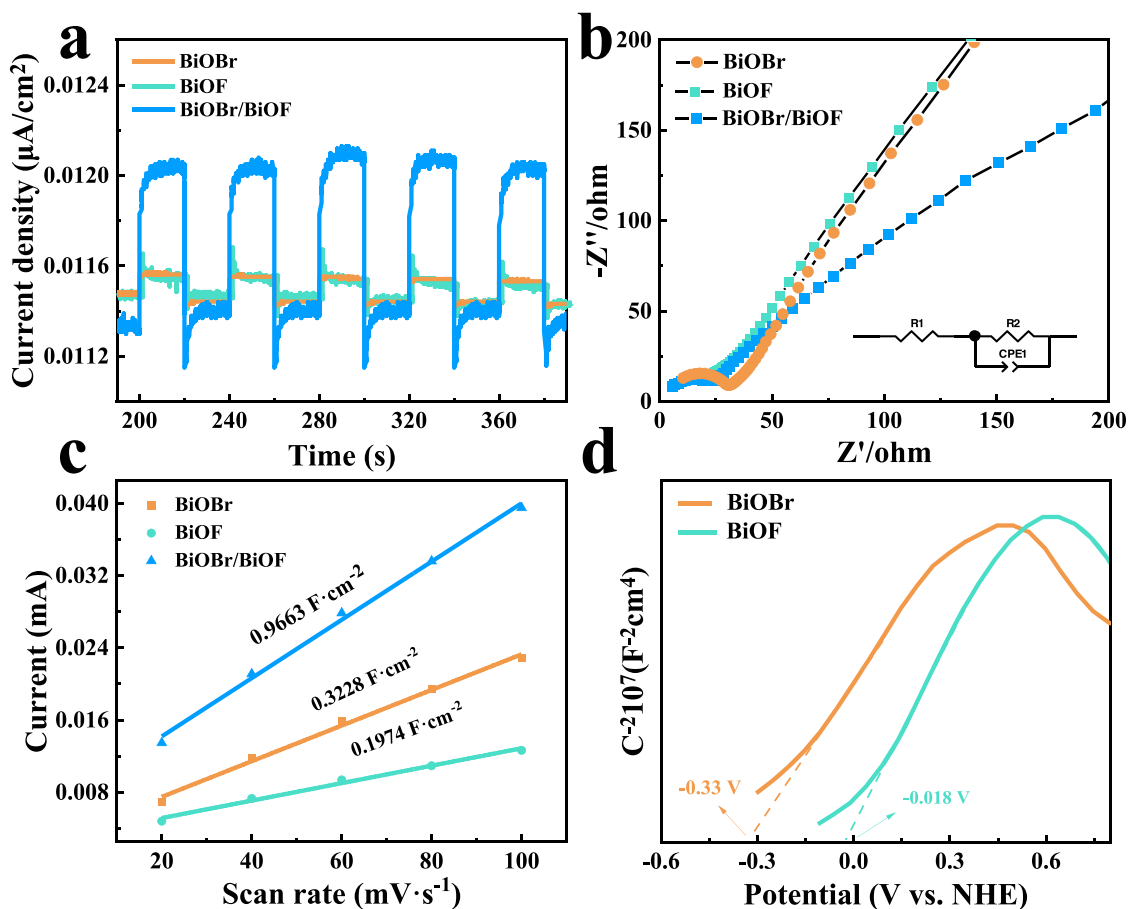 a
BiOBr
BiOF
BiOBr/BiOF
0.0124
0.0120
0.0116
0.0112
Current density (μA/cm²)
200 240 280 320 360
Time (s)
b
BiOBr
BiOF
BiOBr/BiOF
200
150
100
50
0
-Z''/ohm
R1
R2
CPE1
0 50 100 150 200
Z'/ohm
c
BiOBr
BiOF
BiOBr/BiOF
0.040
0.032
0.024
0.016
0.008
Current (mA)
0.9663 F·cm⁻²
0.3228 F·cm⁻²
0.1974 F·cm⁻²
20 40 60 80 100
Scan rate (mV·s⁻¹)
d
BiOBr
BiOF
C⁻²10⁷(F⁻²cm⁴)
-0.33 V
-0.018 V
-0.6 -0.3 0.0 0.3 0.6
Potential (V vs. NHE)